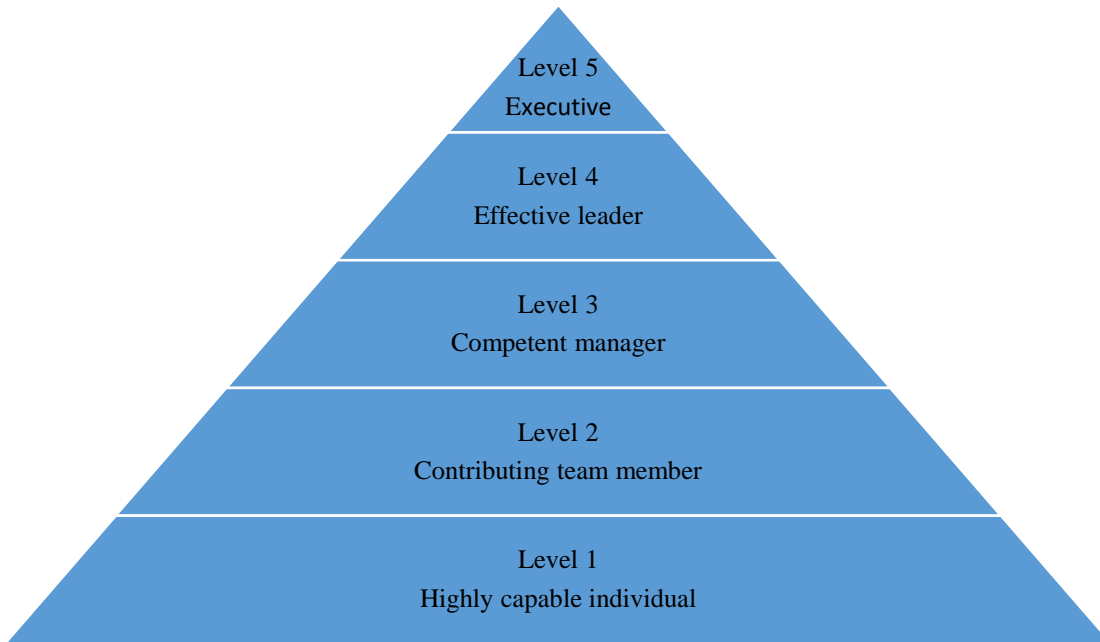 Level 5
Executive
Level 4
Effective leader
Level 3
Competent manager
Level 2
Contributing team member
Level 1
Highly capable individual